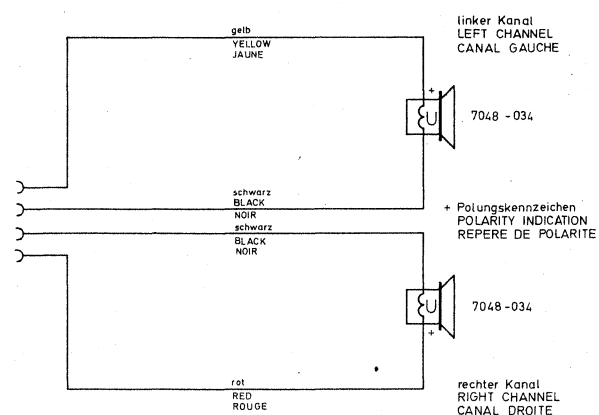 gelb
YELLOW
JAUNE
linker Kanal
LEFT CHANNEL
CANAL GAUCHE
+
7048-034
schwarz
BLACK
NOIR
+ Polungskennzeichen
POLARITY INDICATION
REPERE DE POLARITE
schwarz
BLACK
NOIR
7048-034
+
rot
RED
ROUGE
rechter Kanal
RIGHT CHANNEL
CANAL DROITE